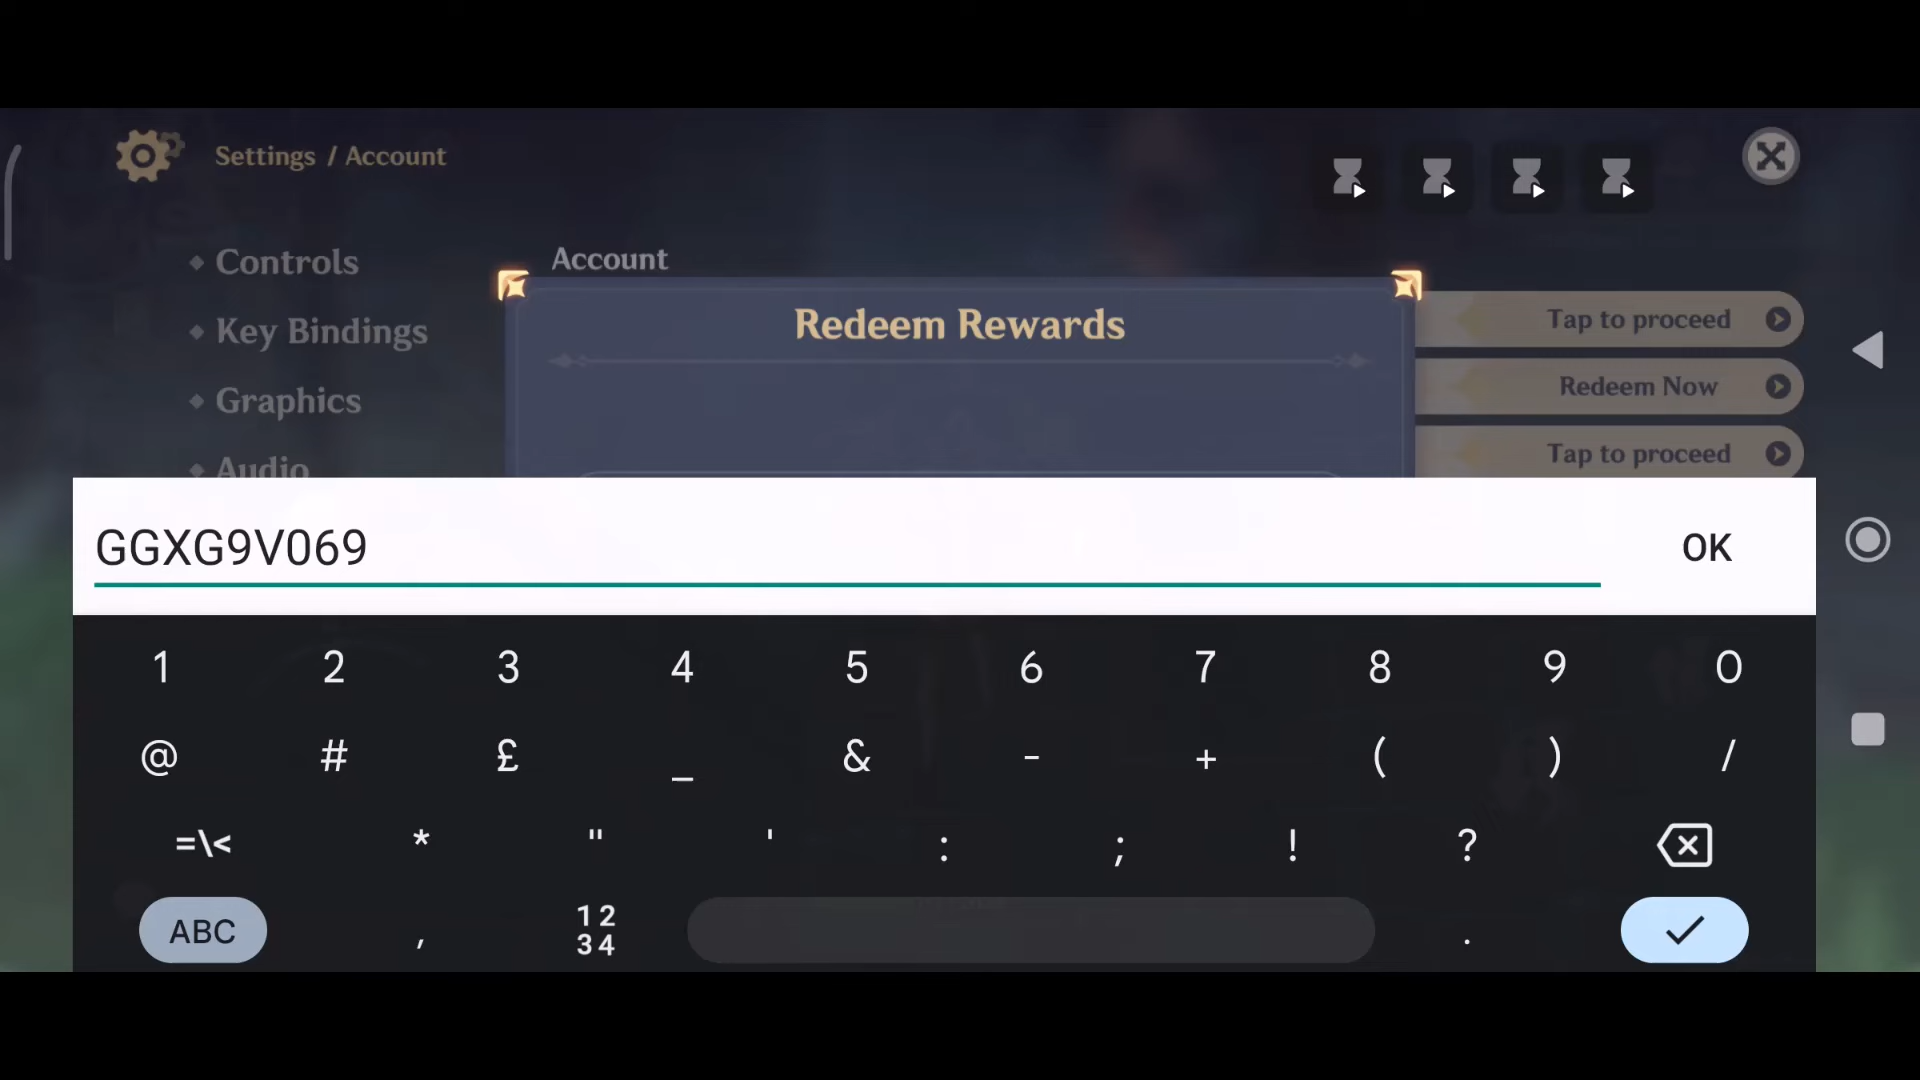 Settings / Account
Controls
Key Bindings
Graphics
Audio
Account
Redeem Rewards
Tap to proceed
Redeem Now
Tap to proceed
GGXG9V069
OK
1 2 3 4 5 6 7 8 9 0
@ # £ _ & - + ( ) /
=\< * " ' : ; ! ?
ABC , 12 34 .